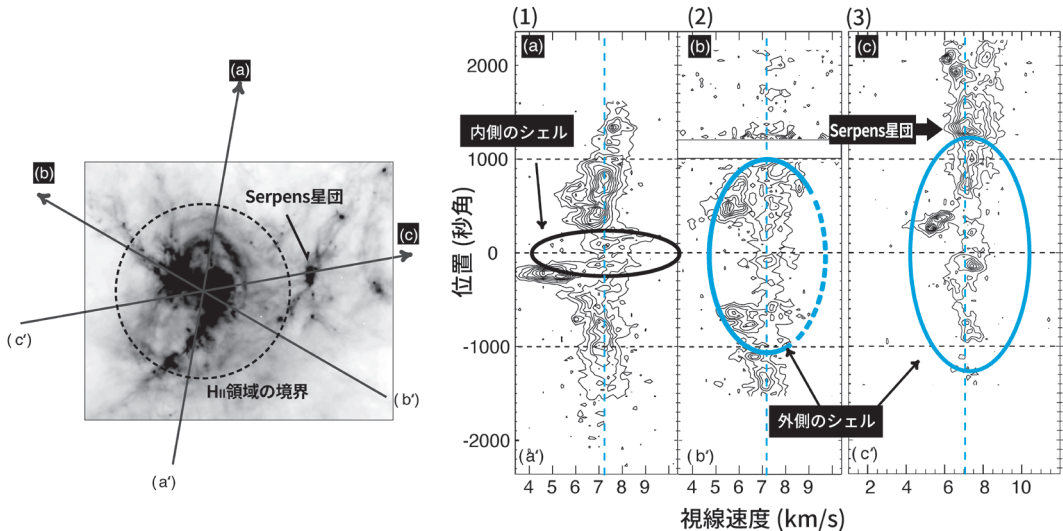 (a)
(b)
Serpens星団
(c)
(c′)
HII領域の境界
(b′)
(a′)
(1)
(2)
(3)
(a)
(b)
(c)
位置 (秒角)
2000
1000
0
-1000
-2000
内側のシェル
Serpens星団
外側のシェル
(a′)
(b′)
(c′)
4 5 6 7 8 9
4 5 6 7 8 9
2 4 6 8 10
視線速度 (km/s)